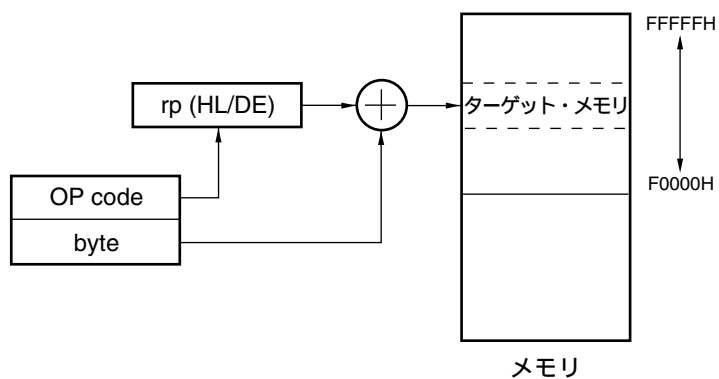 FFFFFH
rp (HL/DE)
ターゲット・メモリ
OP code
byte
F0000H
メモリ